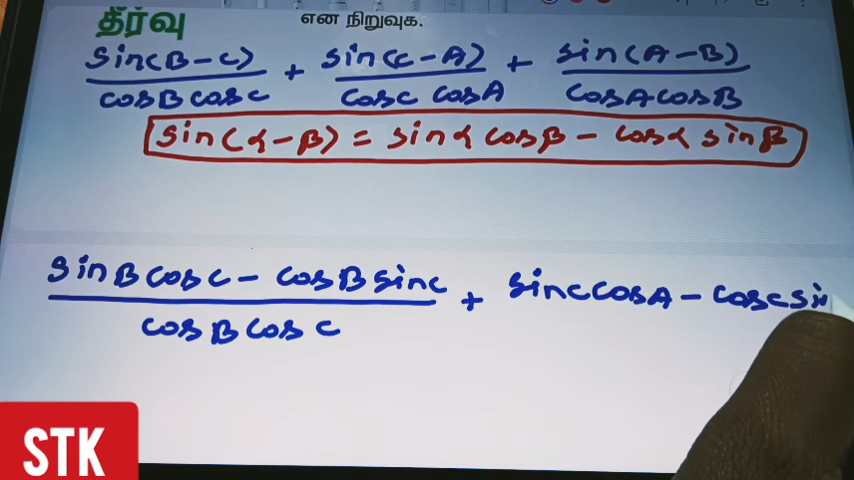 தீர்வு
என நிறுவுக.
sin(B-C)/cosB cosC + sin(C-A)/cosC cosA + sin(A-B)/cosA cosB
sin(α-β) = sinα cosβ - cosα sinβ
sinB cosC - cosB sinC/cosB cosC + sinC cosA - cosC sin
STK